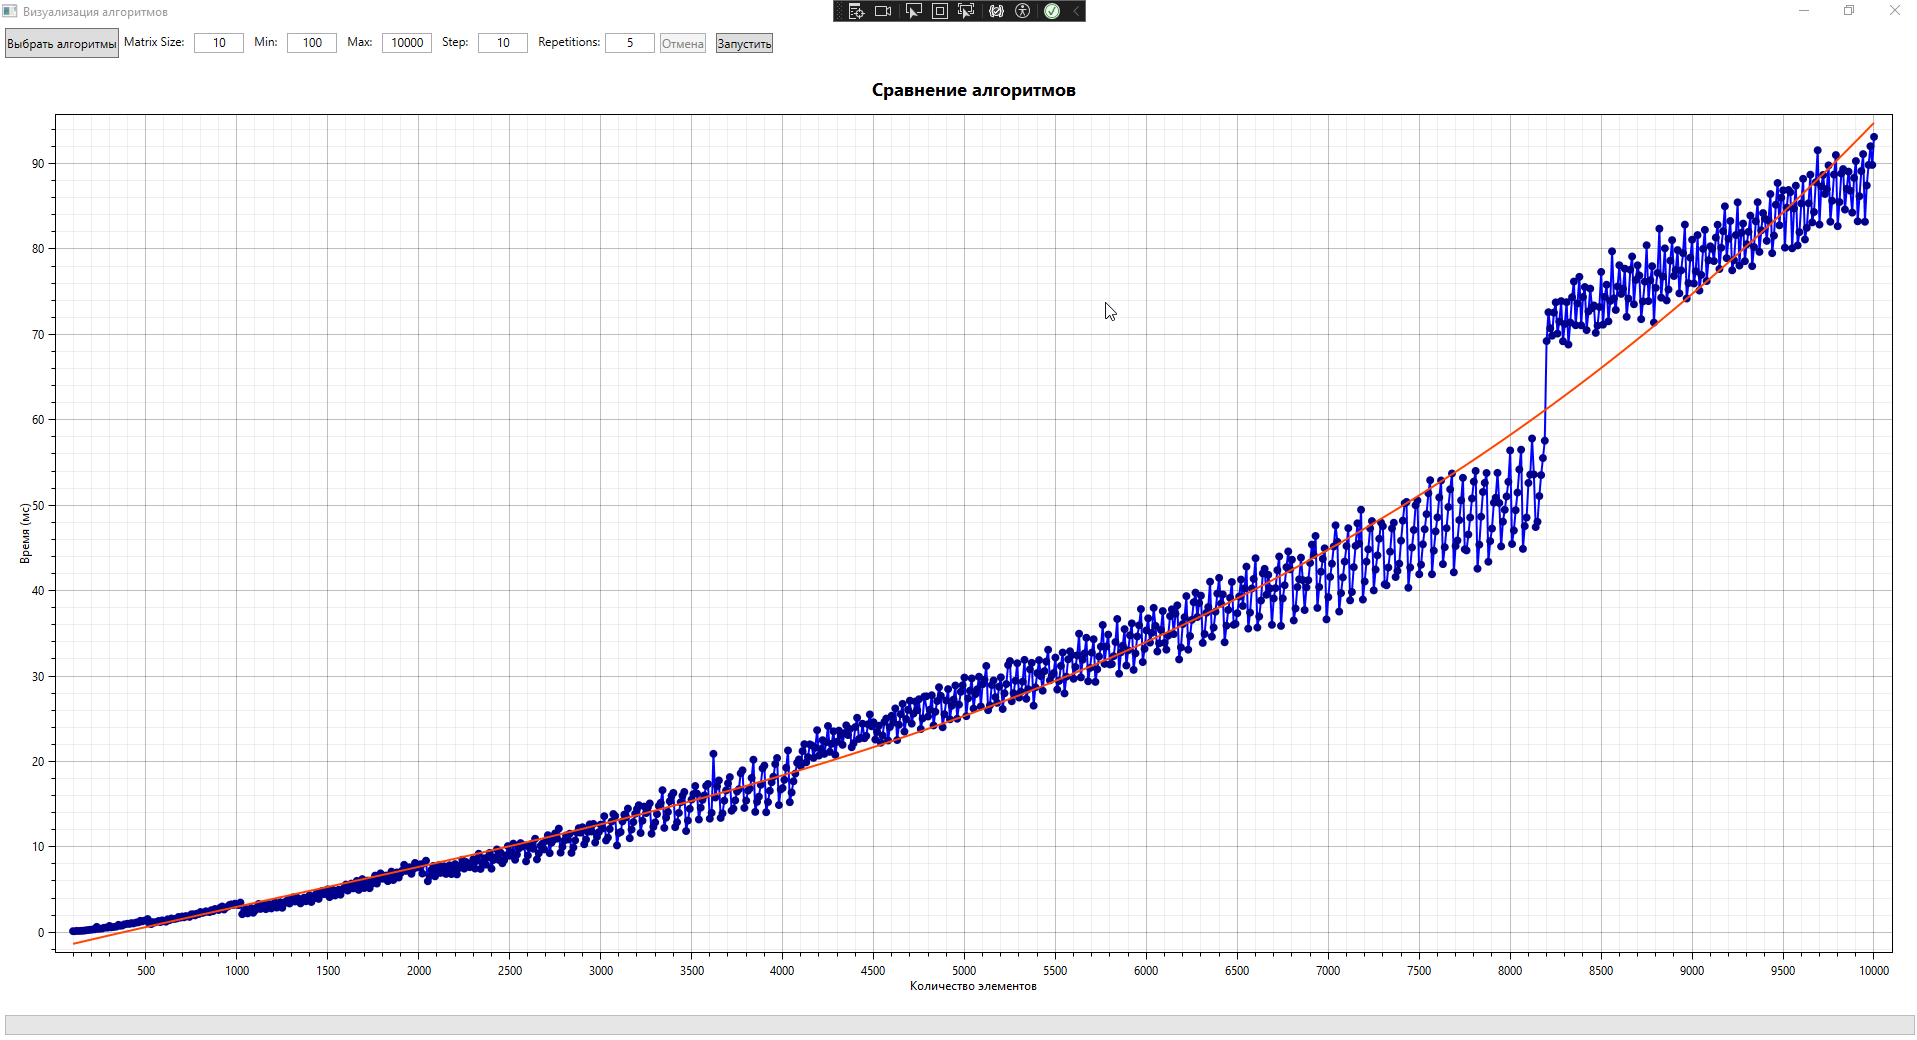 Визуализация алгоритмов
Выбрать алгоритмы Matrix Size: 10 Min: 100 Max: 10000 Step: 10 Repetitions: 5 Отмена Запустить
Сравнение алгоритмов
90
80
70
60
50
40
30
20
10
0
Время (мс)
500 1000 1500 2000 2500 3000 3500 4000 4500 5000 5500 6000 6500 7000 7500 8000 8500 9000 9500 10000
Количество элементов